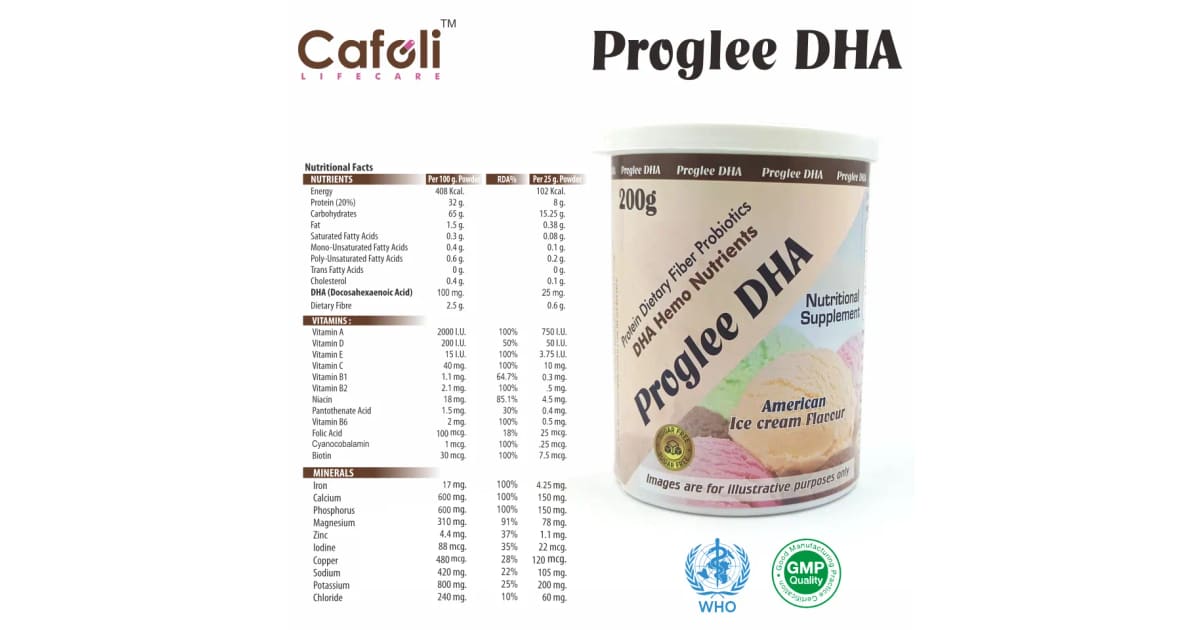 Cafoli™
LIFECARE
Proglee DHA
Nutritional Facts
NUTRIENTS Per 100 g. Powder RDA% Per 25 g. Powder
Energy 408 Kcal. 102 Kcal.
Protein (20%) 32 g. 8 g.
Carbohydrates 65 g. 15.25 g.
Fat 1.5 g. 0.38 g.
Saturated Fatty Acids 0.3 g. 0.08 g.
Mono-Unsaturated Fatty Acids 0.4 g. 0.1 g.
Poly-Unsaturated Fatty Acids 0.6 g. 0.2 g.
Trans Fatty Acids 0 g. 0 g.
Cholesterol 0.4 g. 0.1 g.
DHA (Docosahexaenoic Acid) 100 mg. 25 mg.
Dietary Fibre 2.5 g. 0.6 g.
VITAMINS :
Vitamin A 2000 I.U. 100% 750 I.U.
Vitamin D 200 I.U. 50% 50 I.U.
Vitamin E 15 I.U. 100% 3.75 I.U.
Vitamin C 40 mg. 100% 10 mg.
Vitamin B1 1.1 mg. 64.7% 0.3 mg.
Vitamin B2 2.1 mg. 100% .5 mg.
Niacin 18 mg. 85.1% 4.5 mg.
Pantothenate Acid 1.5 mg. 30% 0.4 mg.
Vitamin B6 2 mg. 100% 0.5 mg.
Folic Acid 100 mcg. 18% 25 mcg.
Cyanocobalamin 1 mcg. 100% .25 mcg.
Biotin 30 mcg. 100% 7.5 mcg.
MINERALS
Iron 17 mg. 100% 4.25 mg.
Calcium 600 mg. 100% 150 mg.
Phosphorus 600 mg. 100% 150 mg.
Magnesium 310 mg. 91% 78 mg.
Zinc 4.4 mg. 37% 1.1 mg.
Iodine 88 mcg. 35% 22 mcg.
Copper 480 mcg. 28% 120 mcg.
Sodium 420 mg. 22% 105 mg.
Potassium 800 mg. 25% 200 mg.
Chloride 240 mg. 10% 60 mg.
Proglee DHA Proglee DHA Proglee DHA Proglee DHA
200g
Protein Dietary Fiber Probiotics
DHA Hemo Nutrients
Proglee DHA
Nutritional
Supplement
American
Ice cream Flavour
SUGAR FREE
SUGAR FREE
Images are for Illustrative purposes only
WHO
Good Manufacturing Practice Certification
GMP
Quality